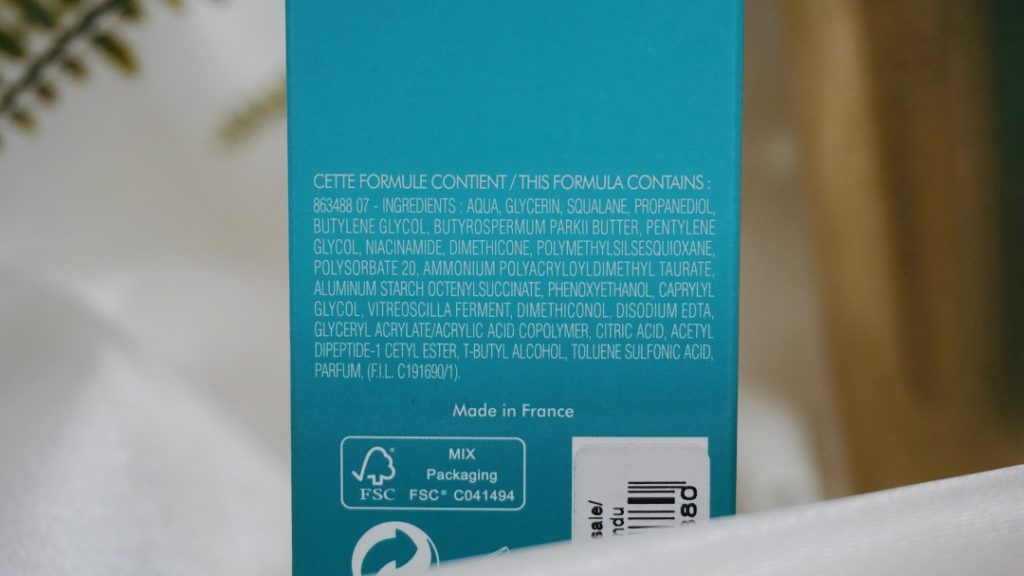 CETTE FORMULE CONTIENT / THIS FORMULA CONTAINS :
863488 07 - INGREDIENTS : AQUA, GLYCERIN, SQUALANE, PROPANEDIOL,
BUTYLENE GLYCOL, BUTYROSPERMUM PARKII BUTTER, PENTYLENE
GLYCOL, NIACINAMIDE, DIMETHICONE, POLYMETHYLSILSESQUIOXANE,
POLYSORBATE 20, AMMONIUM POLYACRYLOYLDIMETHYL TAURATE,
ALUMINUM STARCH OCTENYLSUCCINATE, PHENOXYETHANOL, CAPRYLYL
GLYCOL, VITREOSCILLA FERMENT, DIMETHICONOL, DISODIUM EDTA,
GLYCERYL ACRYLATE/ACRYLIC ACID COPOLYMER, CITRIC ACID, ACETYL
DIPEPTIDE-1 CETYL ESTER, T-BUTYL ALCOHOL, TOLUENE SULFONIC ACID,
PARFUM, (F.I.L. C191690/1).
Made in France
MIX
Packaging
FSC® C041494
FSC